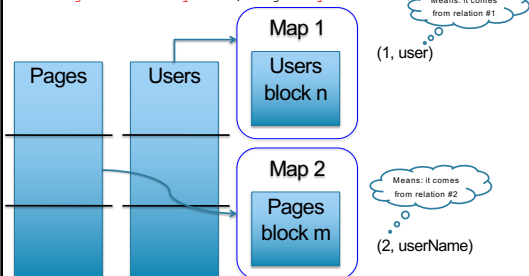 Means: it comes
from relation #1
Map 1
(1, user)
Pages
Users
Users
block n
Map 2
Means: it comes
from relation #2
Pages
block m
(2, userName)